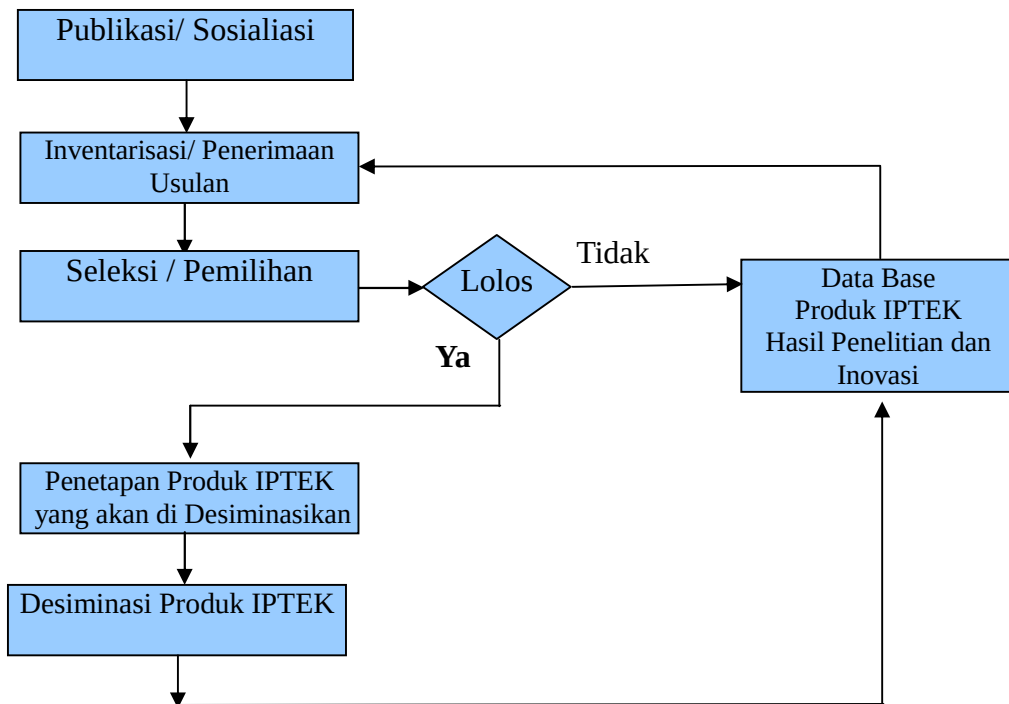 Publikasi/ Sosialiasi
Inventarisasi/ Penerimaan
Usulan
Seleksi / Pemilihan
Lolos
Tidak
Data Base
Produk IPTEK
Hasil Penelitian dan
Inovasi
Ya
Penetapan Produk IPTEK
yang akan di Desiminasikan
Desiminasi Produk IPTEK